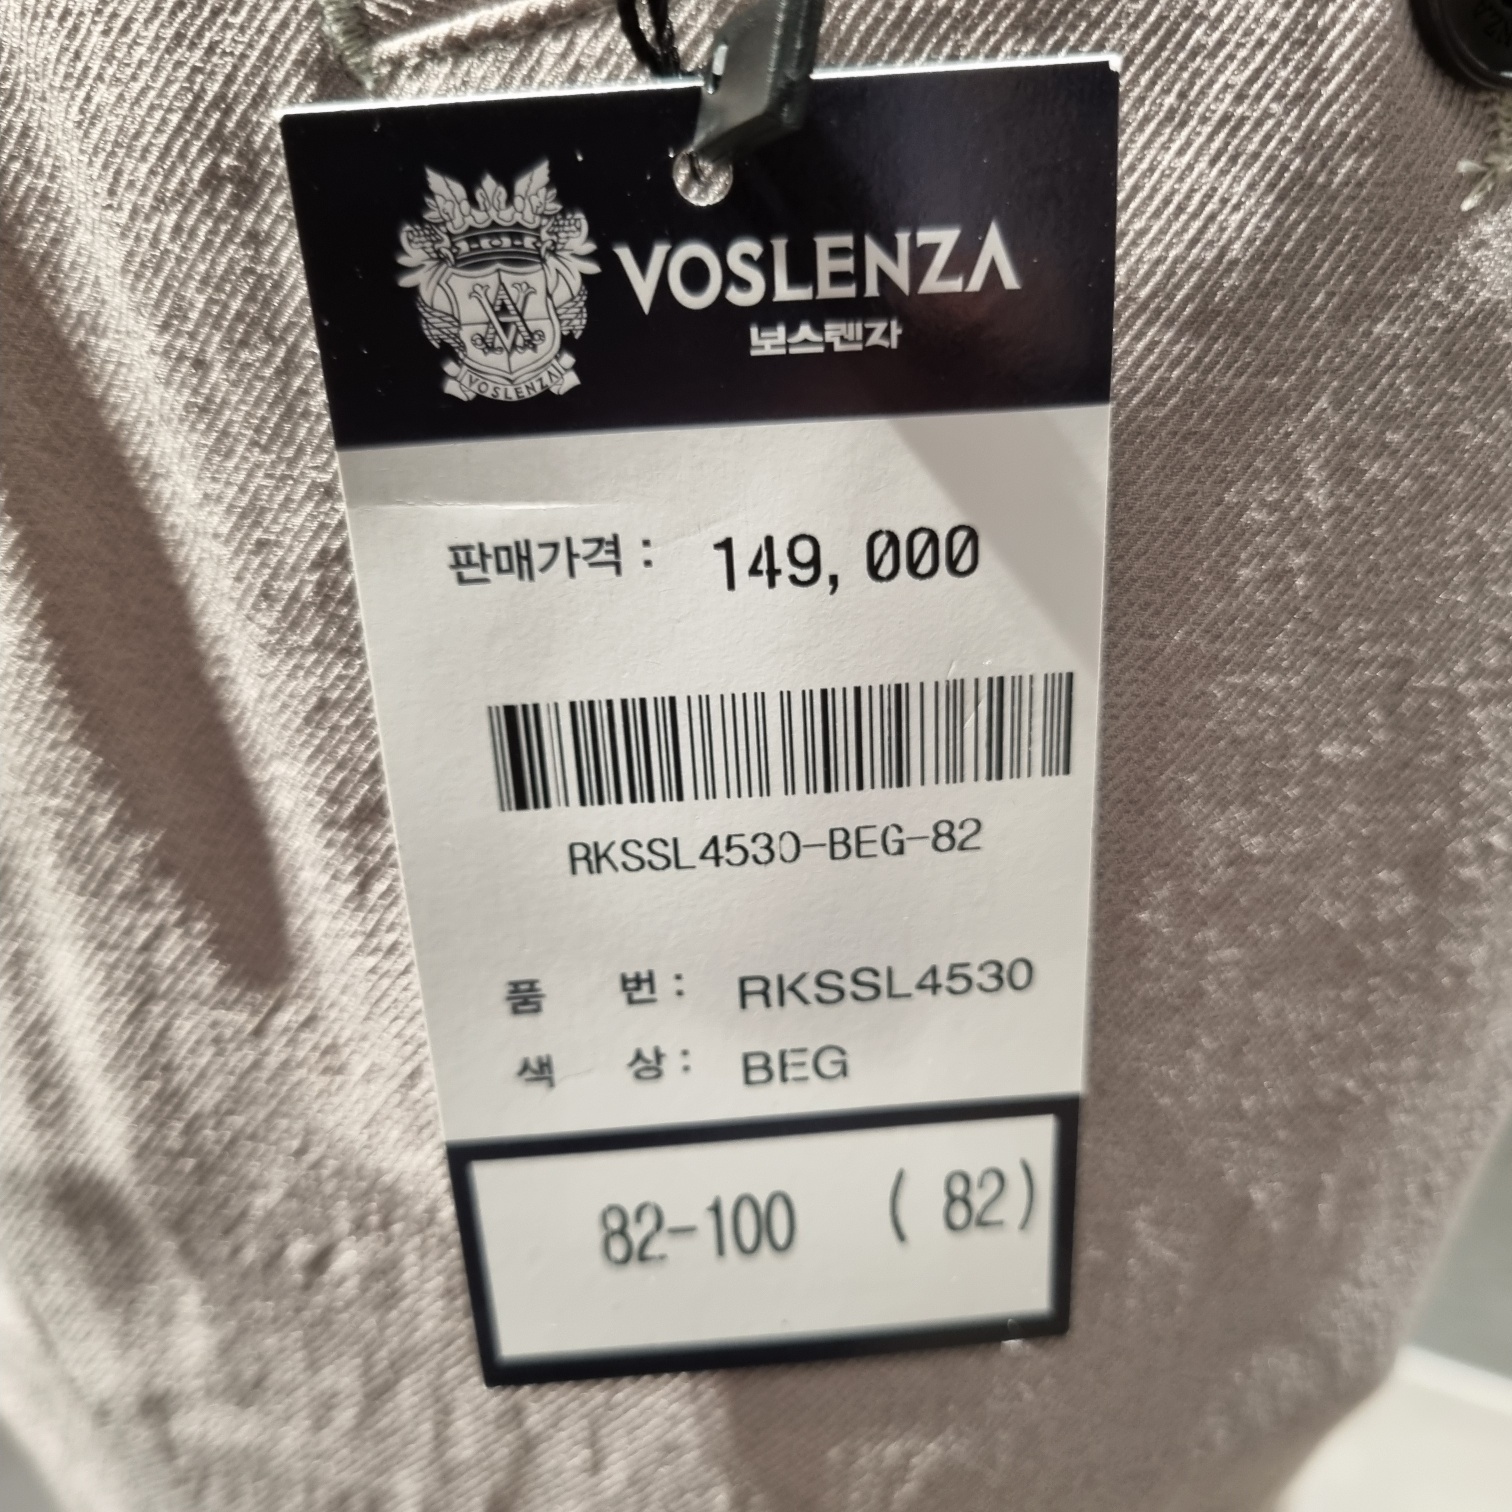 VOSLENZA
보스렌자
VOSLENZA
판매가격 : 149,000
RKSSL4530-BEG-82
품 번 : RKSSL4530
색 상 : BEG
82-100 ( 82)